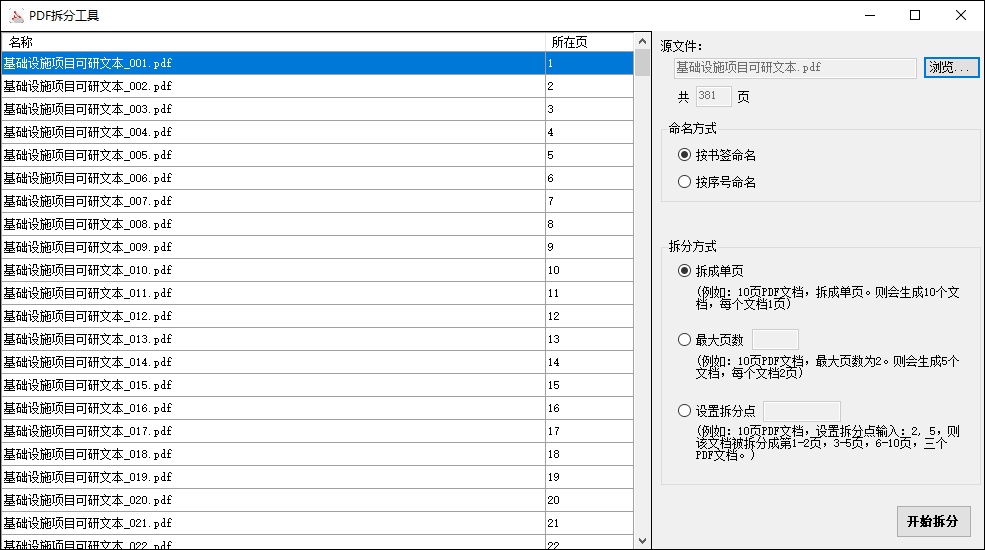 PDF拆分工具
名称 所在页
基础设施项目可研文本_001.pdf 1
基础设施项目可研文本_002.pdf 2
基础设施项目可研文本_003.pdf 3
基础设施项目可研文本_004.pdf 4
基础设施项目可研文本_005.pdf 5
基础设施项目可研文本_006.pdf 6
基础设施项目可研文本_007.pdf 7
基础设施项目可研文本_008.pdf 8
基础设施项目可研文本_009.pdf 9
基础设施项目可研文本_010.pdf 10
基础设施项目可研文本_011.pdf 11
基础设施项目可研文本_012.pdf 12
基础设施项目可研文本_013.pdf 13
基础设施项目可研文本_014.pdf 14
基础设施项目可研文本_015.pdf 15
基础设施项目可研文本_016.pdf 16
基础设施项目可研文本_017.pdf 17
基础设施项目可研文本_018.pdf 18
基础设施项目可研文本_019.pdf 19
基础设施项目可研文本_020.pdf 20
基础设施项目可研文本_021.pdf 21
基础设施项目可研文本_022.pdf 22
源文件：
基础设施项目可研文本.pdf 浏览...
共 381 页
命名方式
按书签命名
按序号命名
拆分方式
拆成单页
(例如：10页PDF文档，拆成单页。则会生成10个文
档，每个文档1页)
最大页数
(例如：10页PDF文档，最大页数为2。则会生成5个
文档，每个文档2页)
设置拆分点
(例如：10页PDF文档，设置拆分点输入：2, 5，则
该文档被拆分成第1-2页，3-5页，6-10页，三个
PDF文档。)
开始拆分